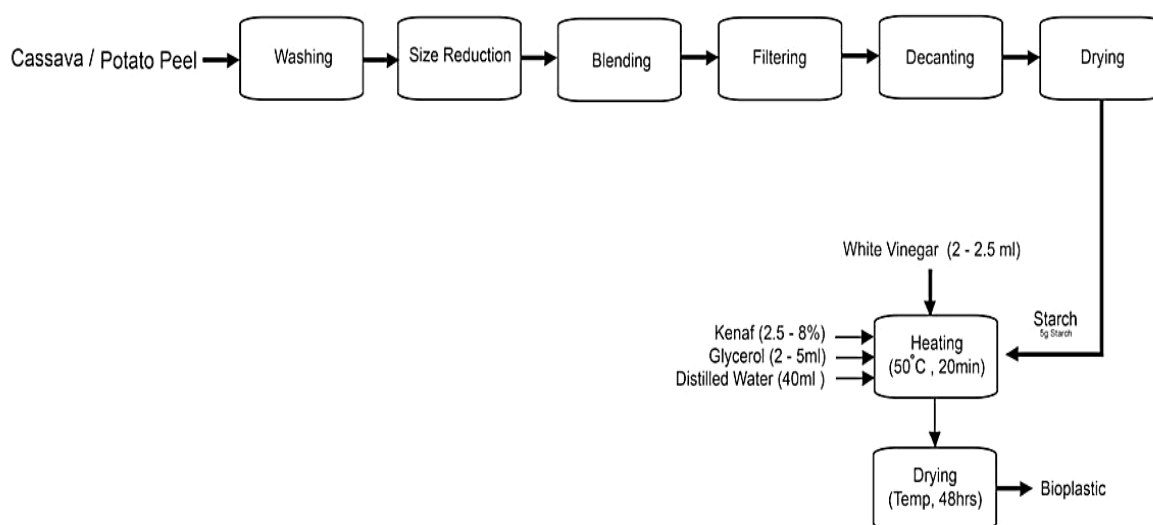 Cassava / Potato Peel
Washing
Size Reduction
Blending
Filtering
Decanting
Drying
White Vinegar (2 - 2.5 ml)
Kenaf (2.5 - 8%)
Glycerol (2 - 5ml)
Distilled Water (40ml )
Heating
(50°C , 20min)
Starch
5g Starch
Drying
(Temp, 48hrs)
Bioplastic